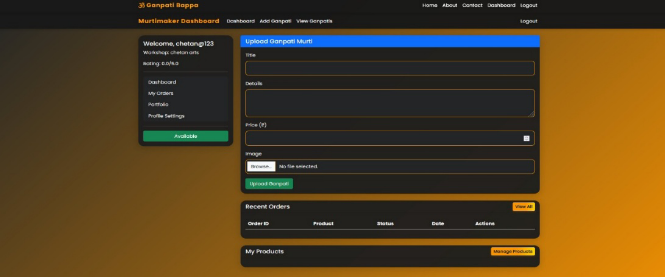 🕉 Ganpati Bappa
Home About Contact Dashboard Logout
Murtimaker Dashboard Dashboard Add Ganpati View Ganpatis Logout
Welcome, chetan@123
Workshop: chetan arts
Rating: 0.0/5.0
Dashboard
My Orders
Portfolio
Profile Settings
Available
Upload Ganpati Murti
Title
Details
Price (₹)
Image
Browse... No file selected.
Upload Ganpati
Recent Orders View All
Order ID Product Status Date Actions
My Products Manage Products